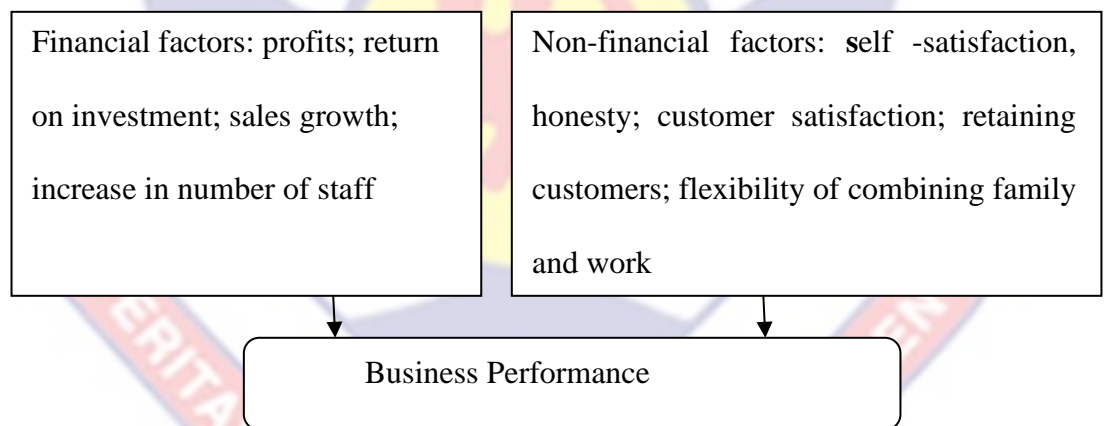 Financial factors: profits; return
on investment; sales growth;
increase in number of staff
Non-financial factors: self -satisfaction,
honesty; customer satisfaction; retaining
customers; flexibility of combining family
and work
Business Performance